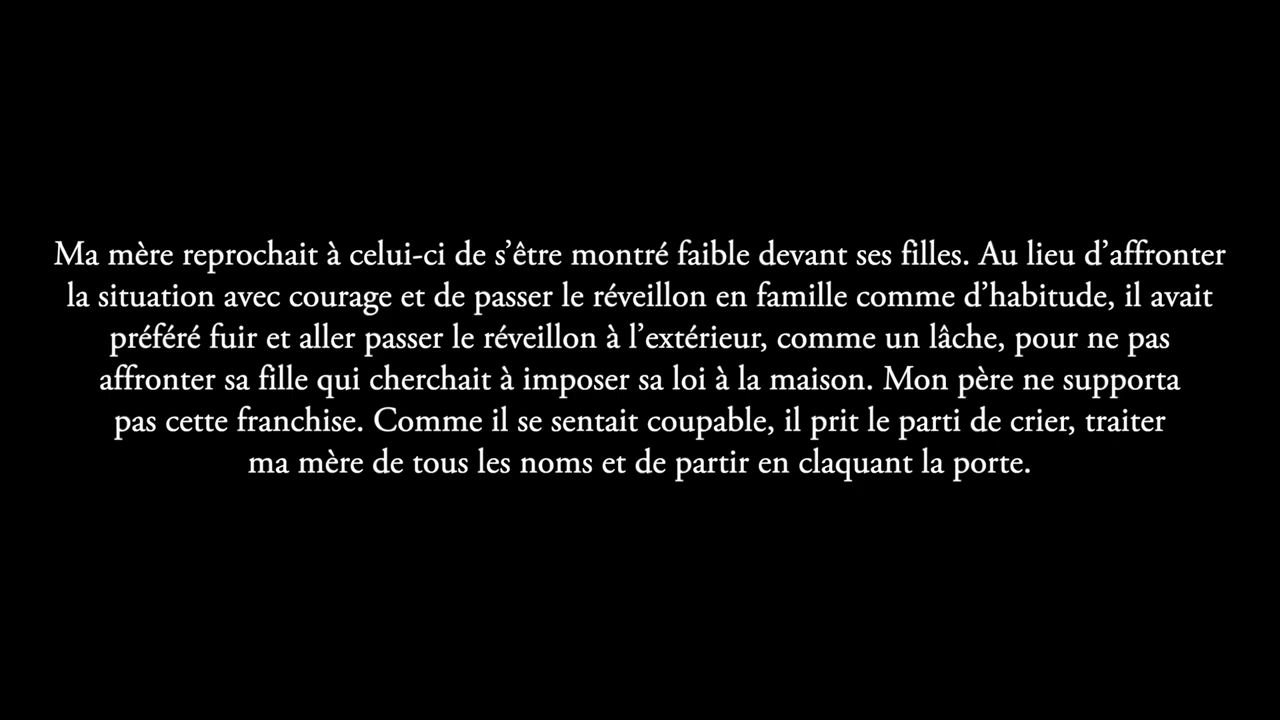 Ma mère reprochait à celui-ci de s’être montré faible devant ses filles. Au lieu d’affronter
la situation avec courage et de passer le réveillon en famille comme d’habitude, il avait
préféré fuir et aller passer le réveillon à l’extérieur, comme un lâche, pour ne pas
affronter sa fille qui cherchait à imposer sa loi à la maison. Mon père ne supporta
pas cette franchise. Comme il se sentait coupable, il prit le parti de crier, traiter
ma mère de tous les noms et de partir en claquant la porte.